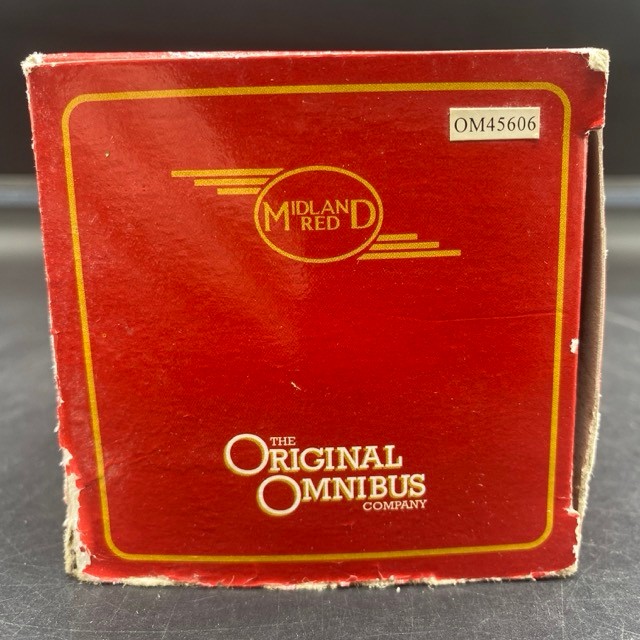 OM45606
MIDLAND
RED
THE
ORIGINAL
OMNIBUS
COMPANY